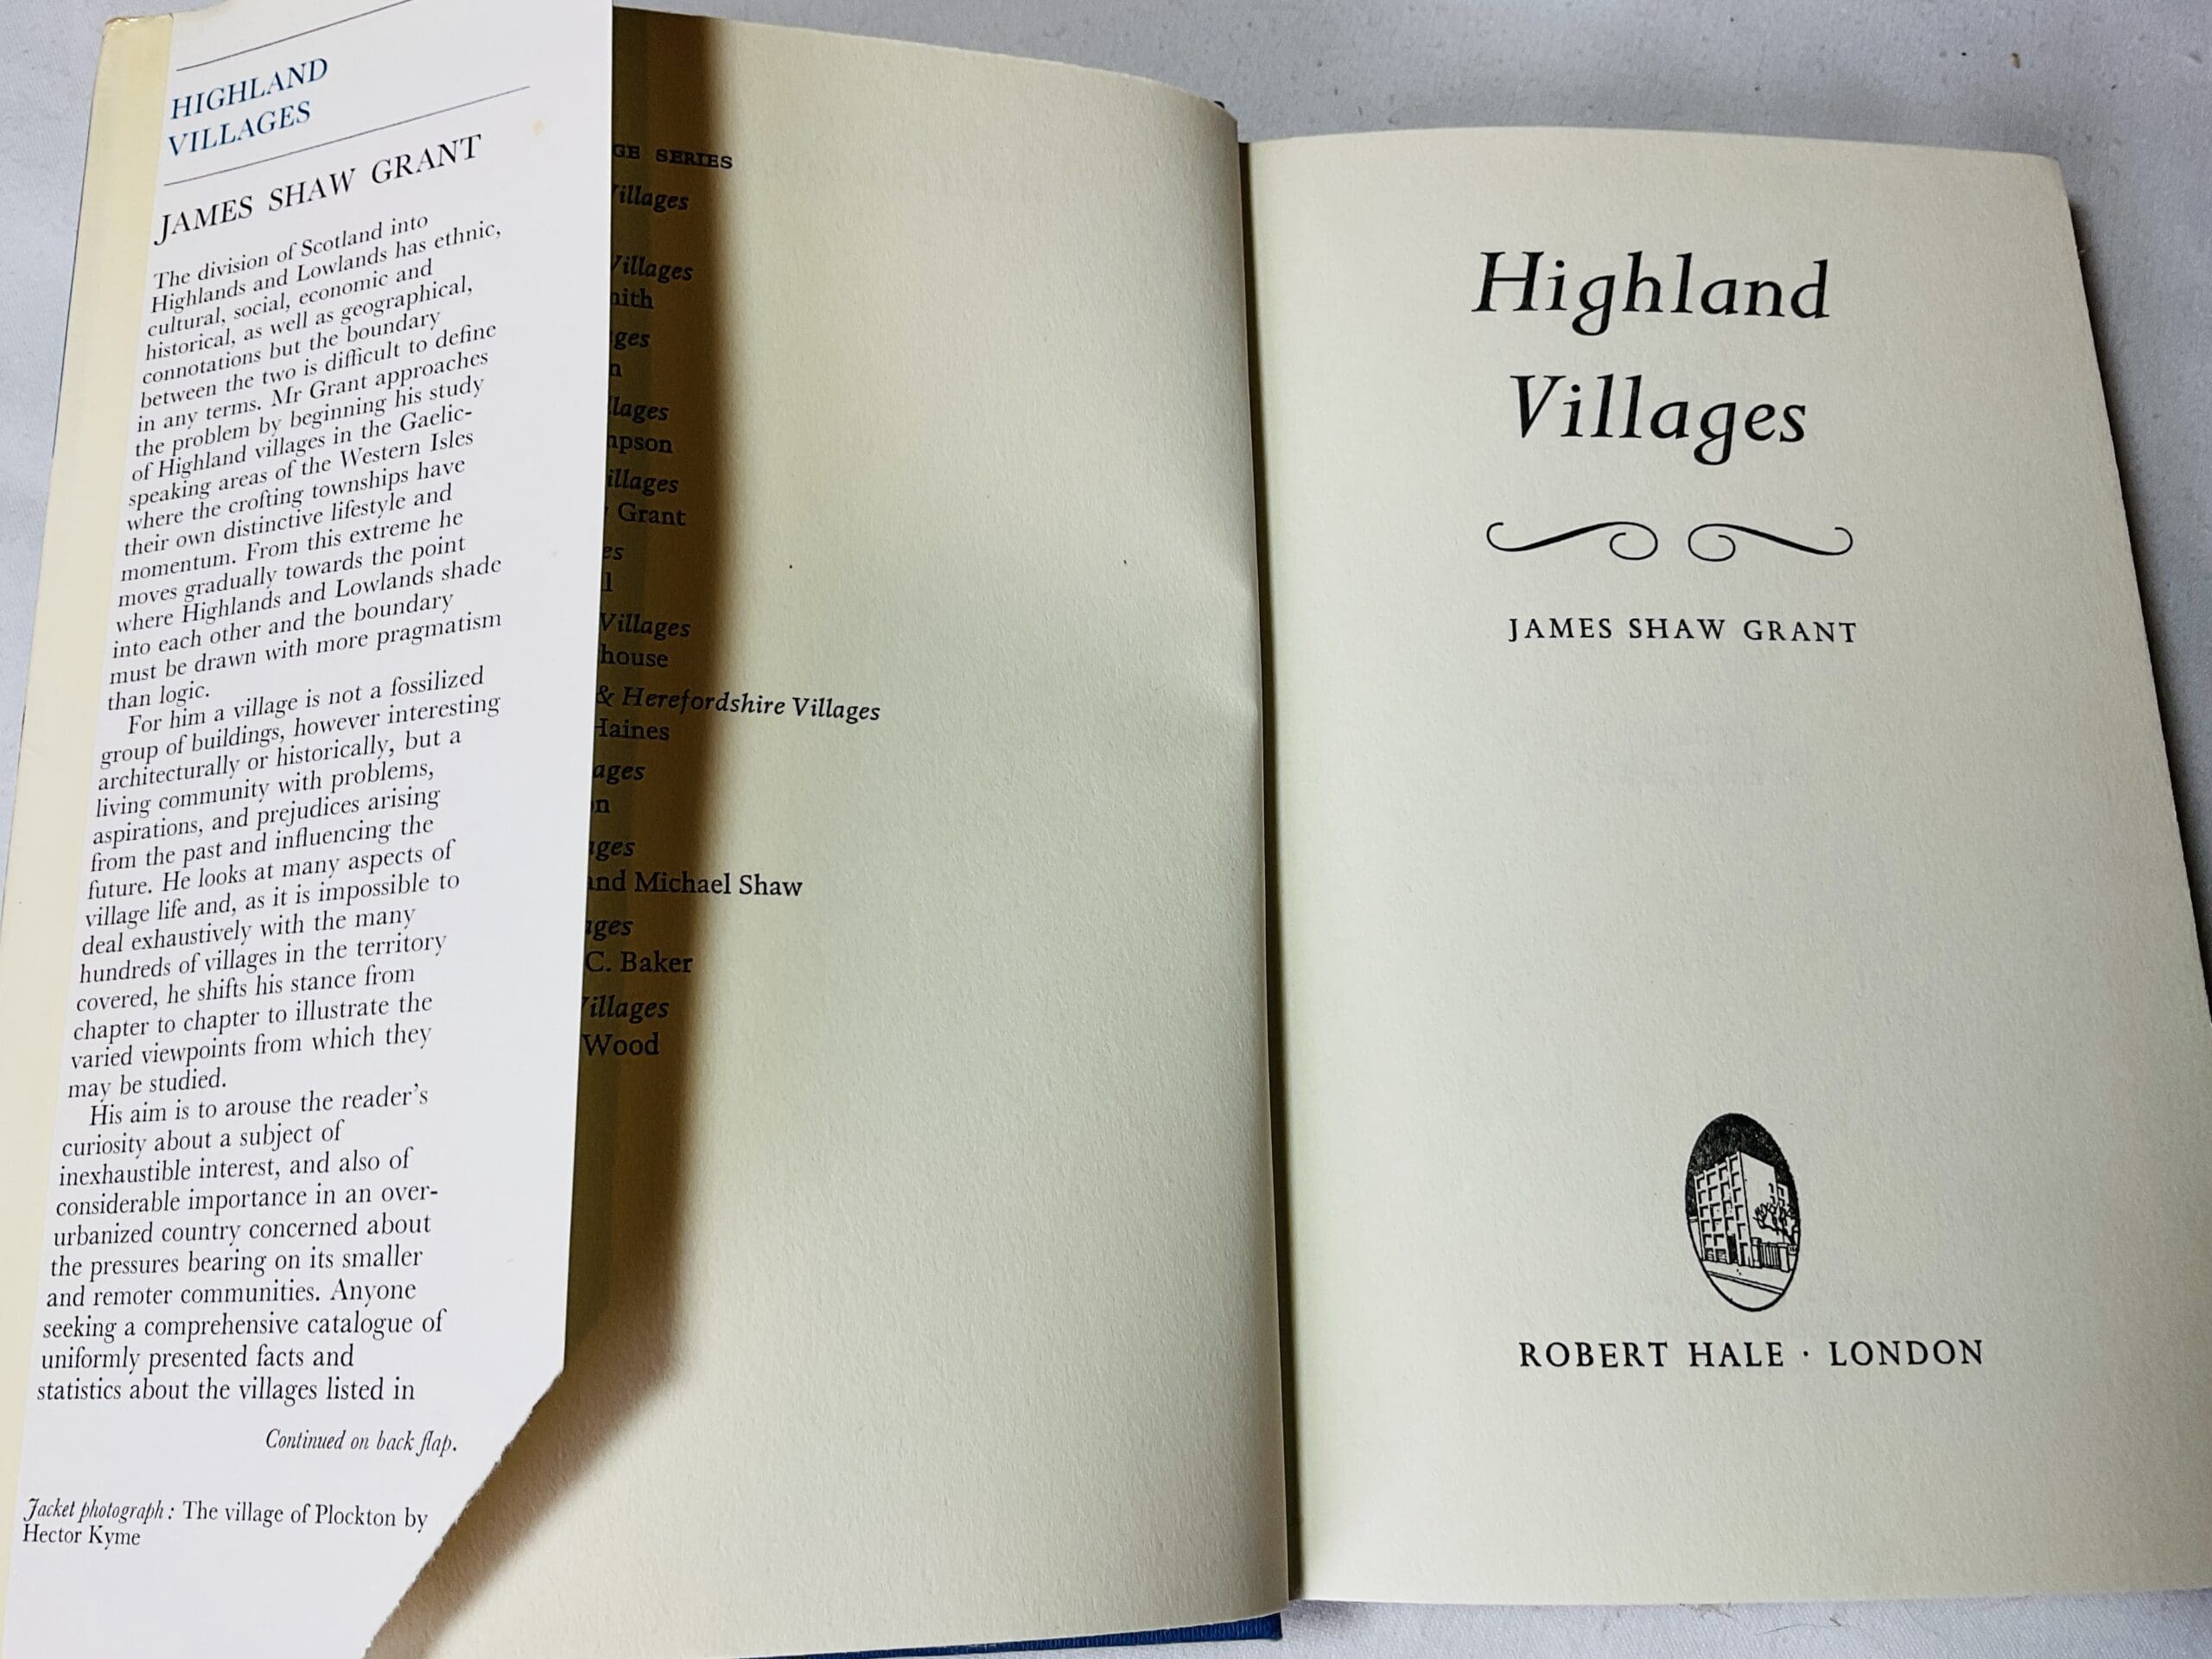 HIGHLAND
VILLAGES
JAMES SHAW GRANT
The division of Scotland into
Highlands and Lowlands has ethnic,
cultural, social, economic and
historical, as well as geographical,
connotations but the boundary
between the two is difficult to define
in any terms. Mr Grant approaches
the problem by beginning his study
of Highland villages in the Gaelic-
speaking areas of the Western Isles
where the crofting townships have
their own distinctive lifestyle and
momentum. From this extreme he
moves gradually towards the point
where Highlands and Lowlands shade
into each other and the boundary
must be drawn with more pragmatism
than logic.
For him a village is not a fossilized
group of buildings, however interesting
architecturally or historically, but a
living community with problems,
aspirations, and prejudices arising
from the past and influencing the
future. He looks at many aspects of
village life and, as it is impossible to
deal exhaustively with the many
hundreds of villages in the territory
covered, he shifts his stance from
chapter to chapter to illustrate the
varied viewpoints from which they
may be studied.
His aim is to arouse the reader's
curiosity about a subject of
inexhaustible interest, and also of
considerable importance in an over-
urbanized country concerned about
the pressures bearing on its smaller
and remoter communities. Anyone
seeking a comprehensive catalogue of
uniformly presented facts and
statistics about the villages listed in
Continued on back flap.
Jacket photograph: The village of Plockton by
Hector Kyme
SERIES
Villages
Grant
Villages
& Herefordshire Villages
Haines
and Michael Shaw
C. Baker
Villages
Wood
Highland
Villages
JAMES SHAW GRANT
ROBERT HALE · LONDON